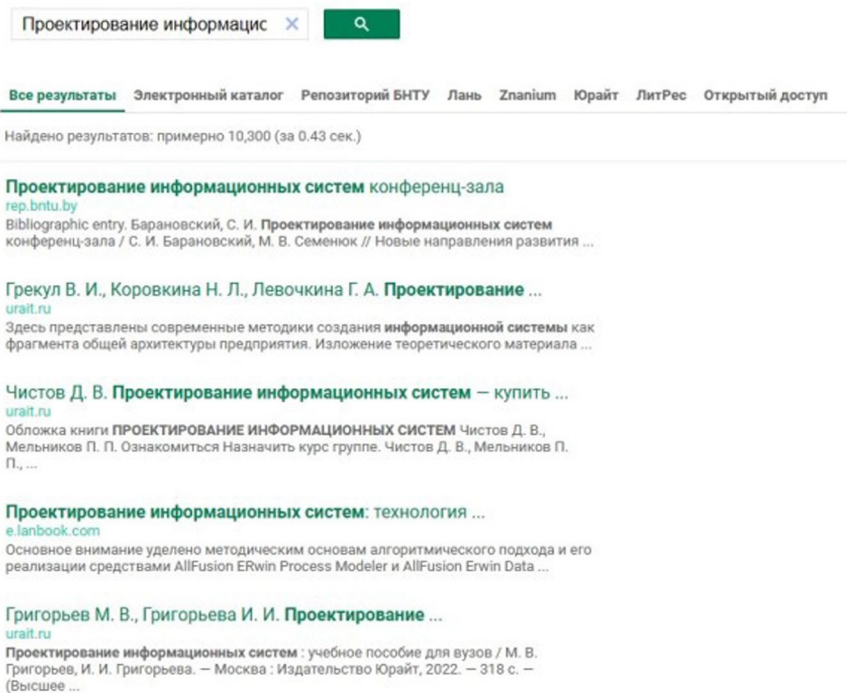 Проектирование информацис
Все результаты Электронный каталог Репозиторий БНТУ Лань Znanium Юрайт ЛитРес Открытый доступ
Найдено результатов: примерно 10,300 (за 0.43 сек.)
Проектирование информационных систем конференц-зала
rep.bntu.by
Bibliographic entry. Барановский, С. И. Проектирование информационных систем
конференц-зала / С. И. Барановский, М. В. Семенюк // Новые направления развития ...
Грекул В. И., Коровкина Н. Л., Левочкина Г. А. Проектирование ...
urait.ru
Здесь представлены современные методики создания информационной системы как
фрагмента общей архитектуры предприятия. Изложение теоретического материала ...
Чистов Д. В. Проектирование информационных систем — купить ...
urait.ru
Обложка книги ПРОЕКТИРОВАНИЕ ИНФОРМАЦИОННЫХ СИСТЕМ Чистов Д. В.,
Мельников П. П. Ознакомиться Назначить курс группе. Чистов Д. В., Мельников П.
П., ...
Проектирование информационных систем: технология ...
e.lanbook.com
Основное внимание уделено методическим основам алгоритмического подхода и его
реализации средствами AllFusion ERwin Process Modeler и AllFusion Erwin Data ...
Григорьев М. В., Григорьева И. И. Проектирование ...
urait.ru
Проектирование информационных систем : учебное пособие для вузов / М. В.
Григорьев, И. И. Григорьева. — Москва : Издательство Юрайт, 2022. — 318 с. —
(Высшее ...